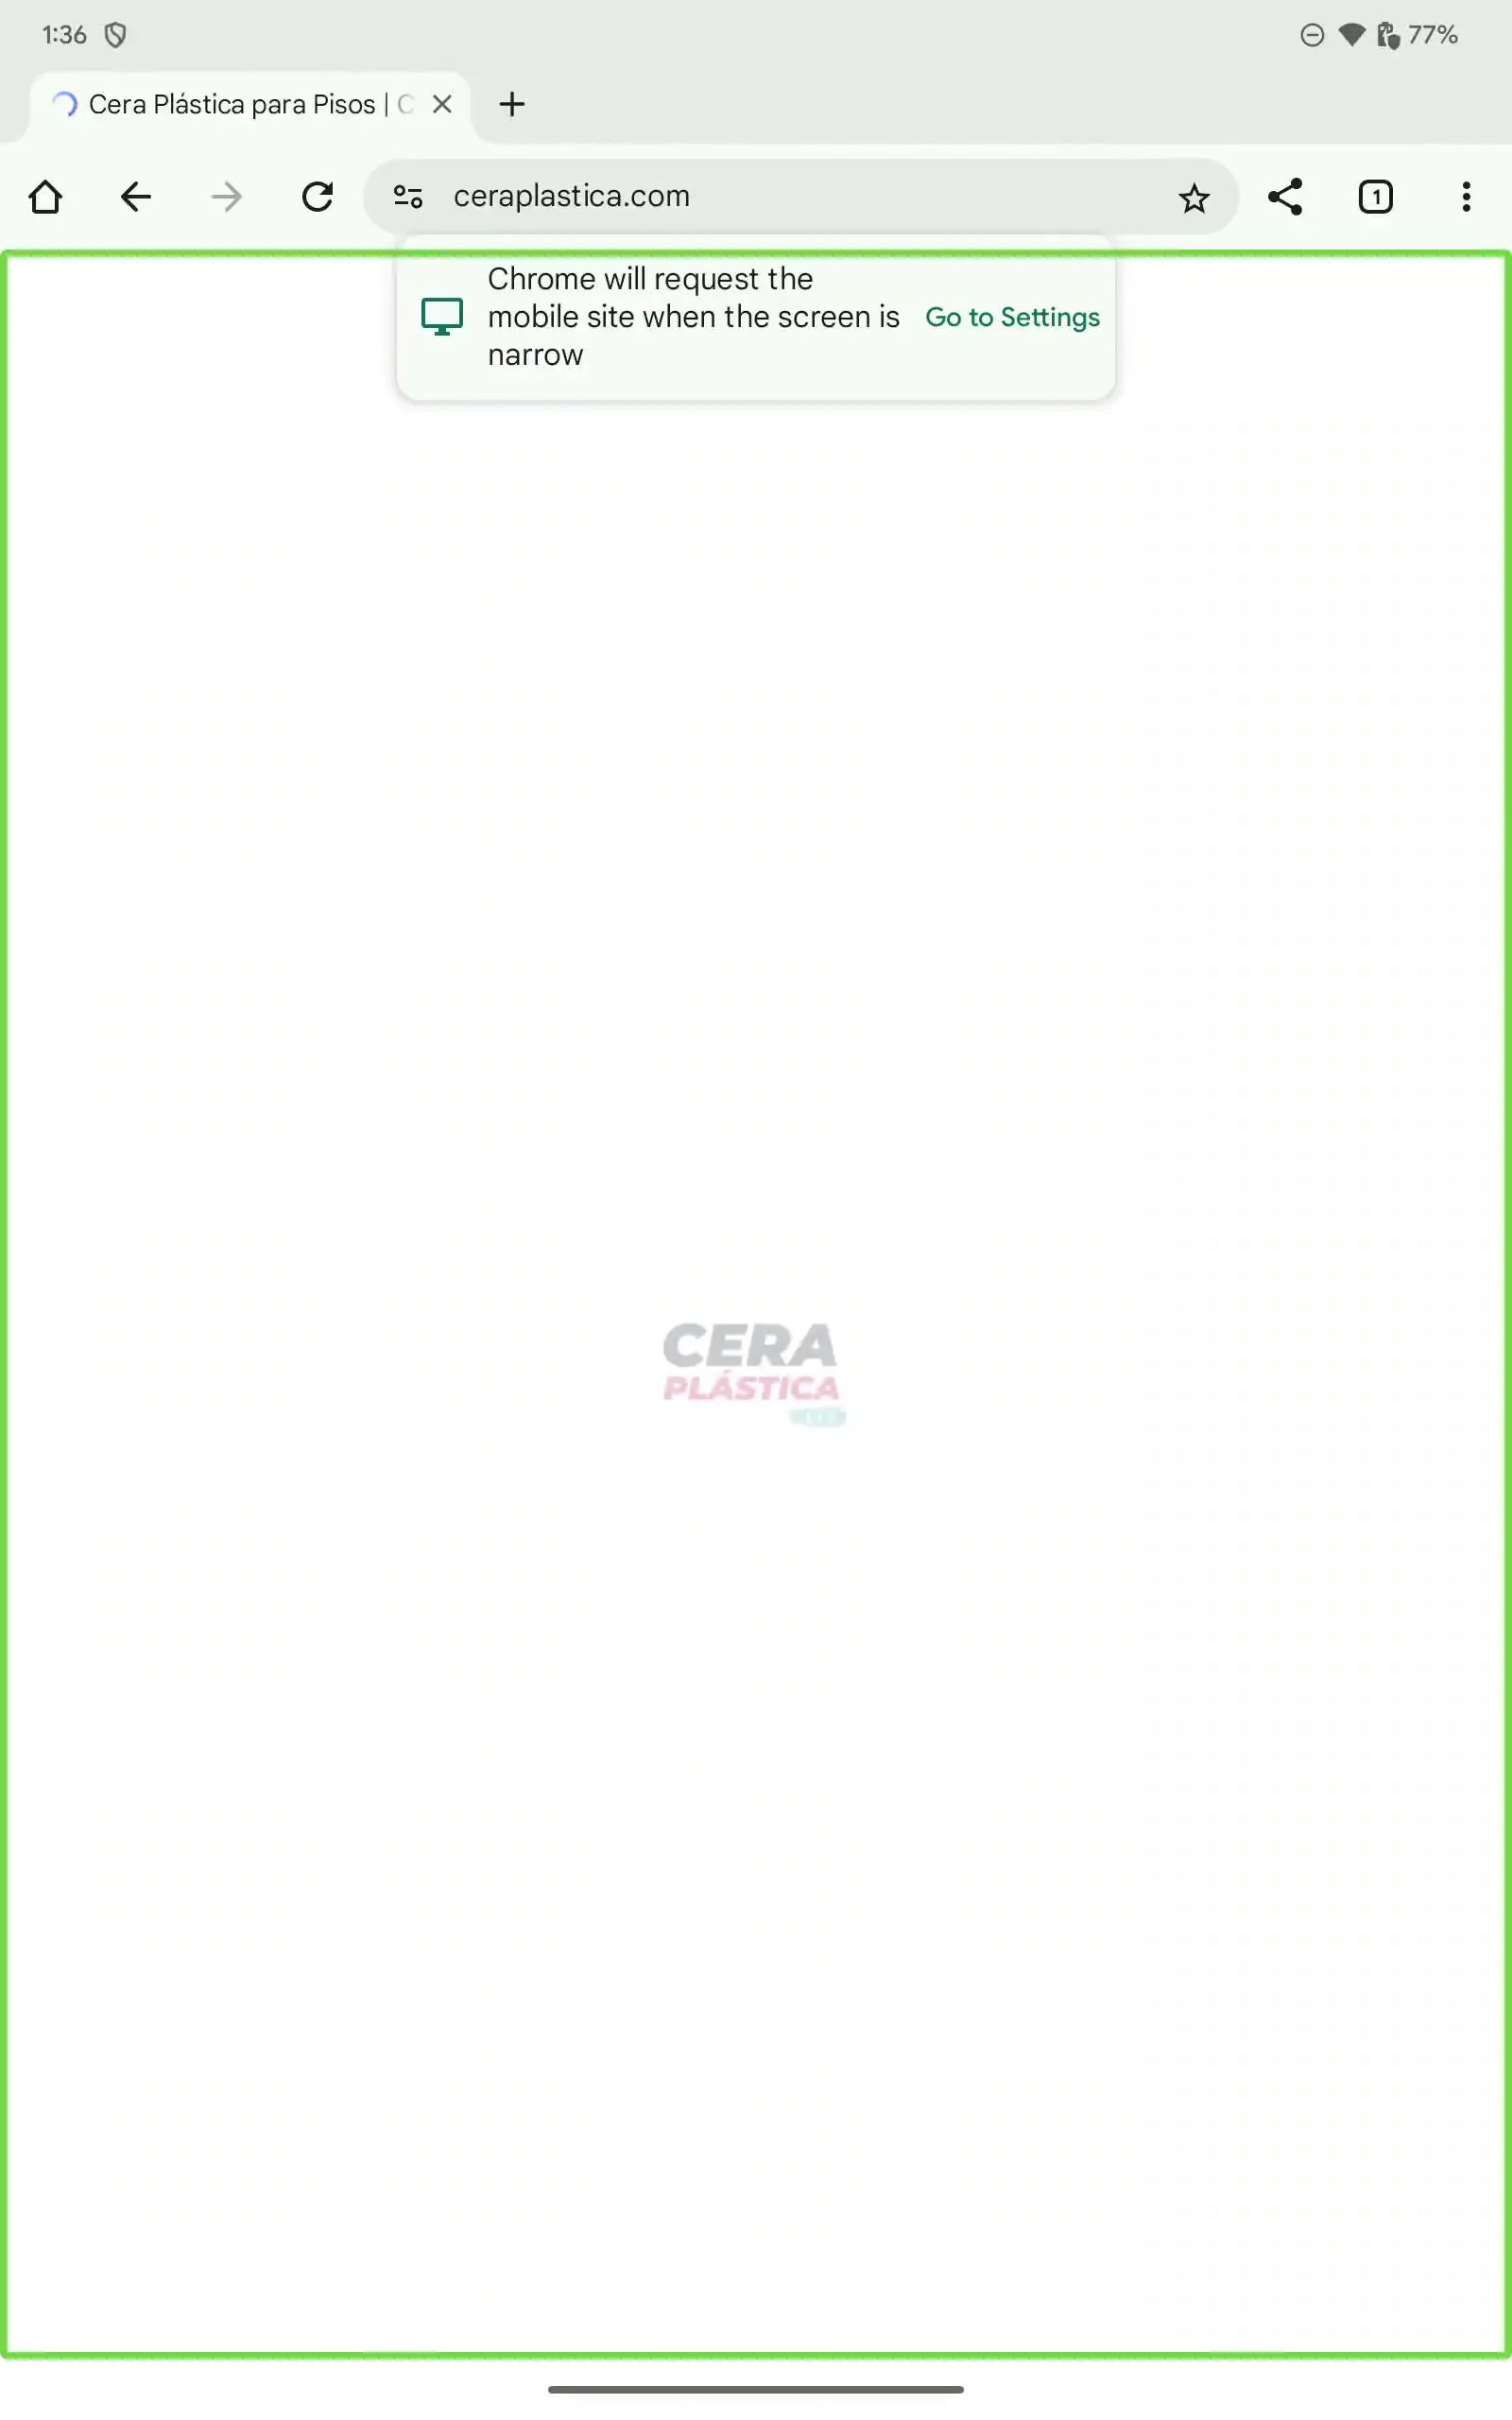 1:36
77%
Cera Plástica para Pisos | C
ceraplastica.com
1
Chrome will request the
mobile site when the screen is
narrow
Go to Settings
CERA
PLÁSTICA